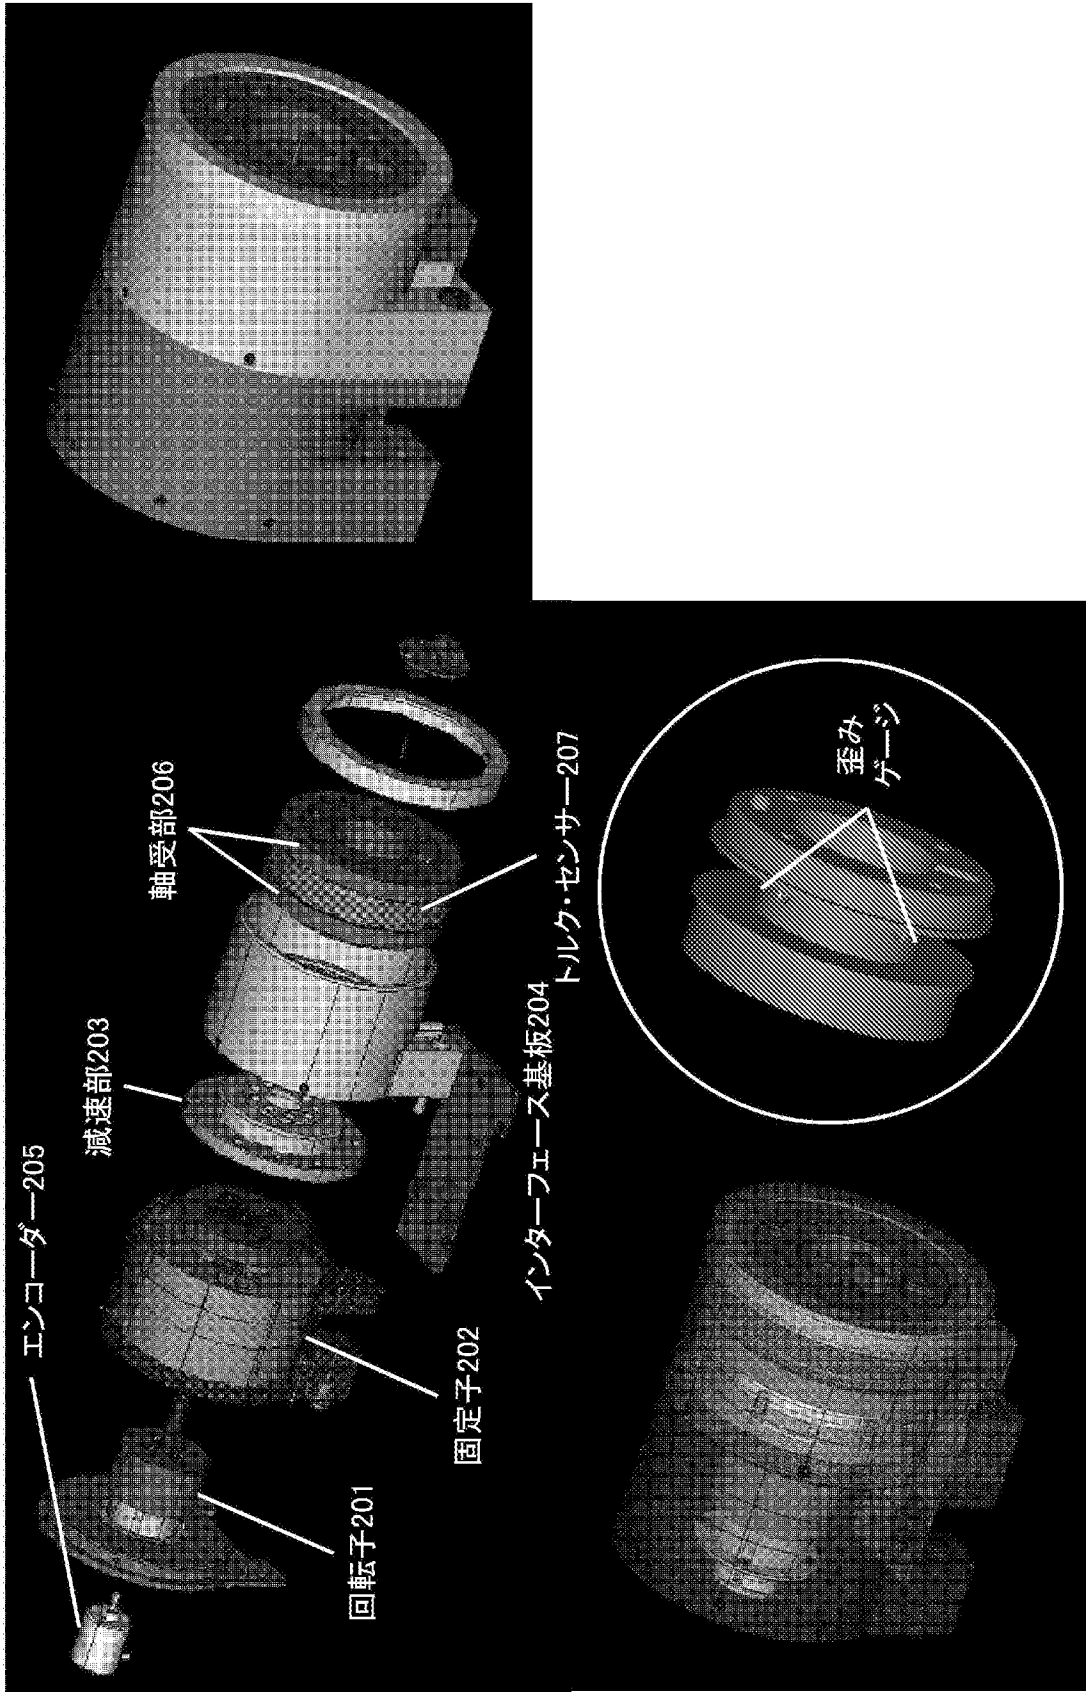 エンコーダー205
減速部203
軸受部206
回転子201
固定子202
インターフェース基板204
トルク・センサー207
歪み
ゲージ